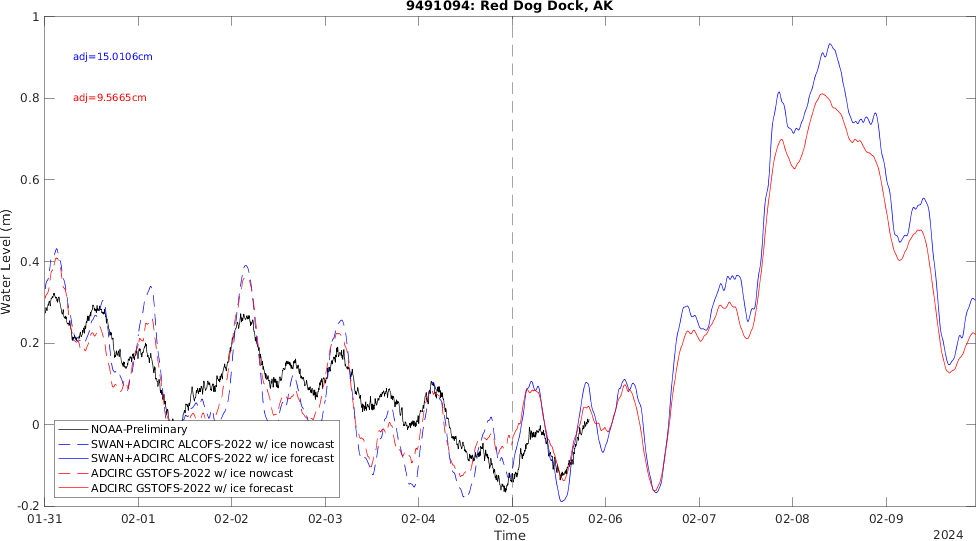 9491094: Red Dog Dock, AK
adj=15.0106cm
adj=9.5665cm
Water Level (m)
1
0.8
0.6
0.4
0.2
0
-0.2
NOAA-Preliminary
SWAN+ADCIRC ALCOFS-2022 w/ ice nowcast
SWAN+ADCIRC ALCOFS-2022 w/ ice forecast
ADCIRC GSTOFS-2022 w/ ice nowcast
ADCIRC GSTOFS-2022 w/ ice forecast
01-31 02-01 02-02 02-03 02-04 02-05 02-06 02-07 02-08 02-09
Time
2024